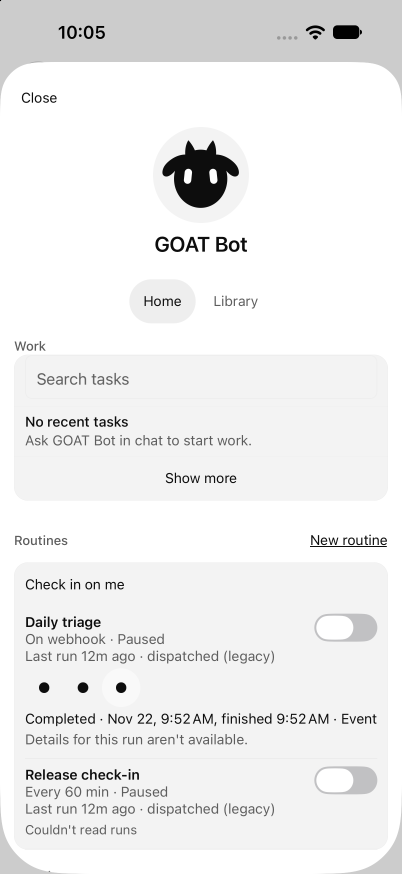 10:05
Close
GOAT Bot
Home
Library
Work
Search tasks
No recent tasks
Ask GOAT Bot in chat to start work.
Show more
Routines
New routine
Check in on me
Daily triage
On webhook · Paused
Last run 12m ago · dispatched (legacy)
Completed · Nov 22, 9:52 AM, finished 9:52 AM · Event
Details for this run aren't available.
Release check-in
Every 60 min · Paused
Last run 12m ago · dispatched (legacy)
Couldn't read runs